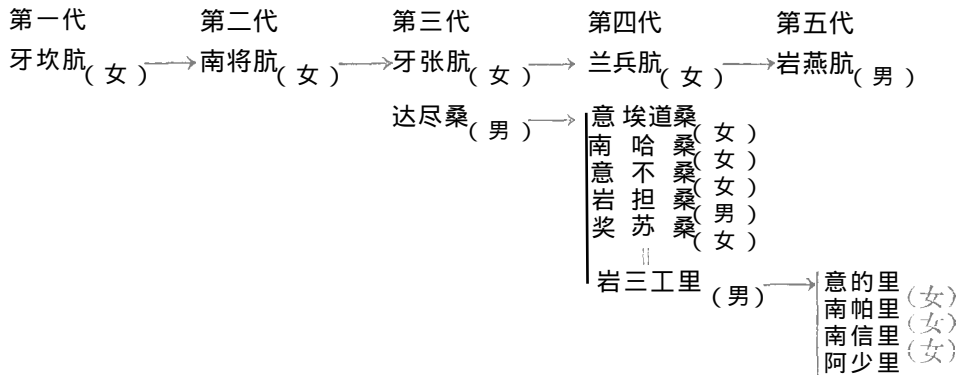 第一代 第二代 第三代 第四代 第五代
牙坎肮(女) → 南将肮(女) → 牙张肮(女) → 兰兵肮(女) → 岩燕肮(男)
达尽桑(男) → 意埃道桑(女)
南哈桑(女)
意不桑(女)
岩担桑(男)
奖苏桑(女)
‖
岩三工里(男) → 意的里(女)
南帕里(女)
南信里(女)
阿少里